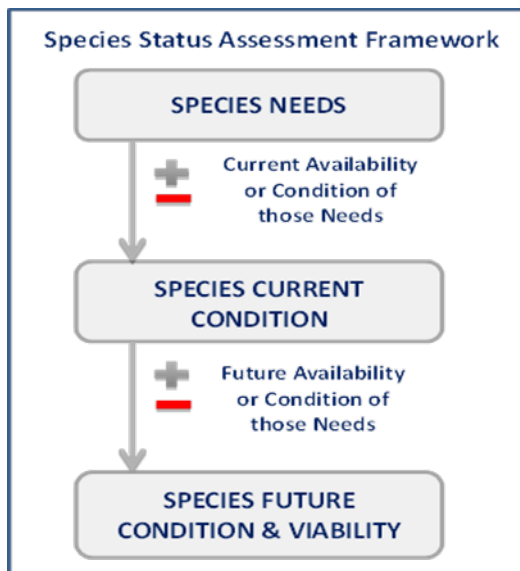 Species Status Assessment Framework
SPECIES NEEDS
Current Availability
or Condition of
those Needs
SPECIES CURRENT
CONDITION
Future Availability
or Condition of
those Needs
SPECIES FUTURE
CONDITION & VIABILITY